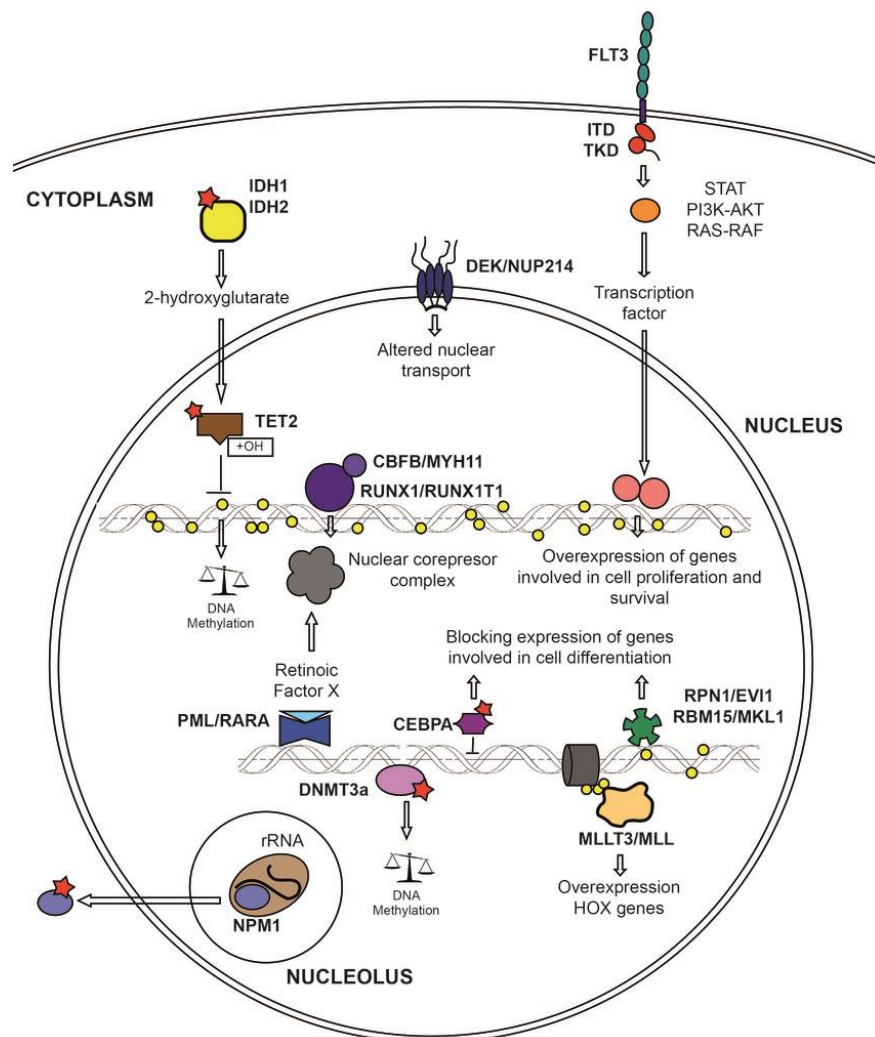 FLT3
ITD
TKD
CYTOPLASM
IDH1
IDH2
STAT
PI3K-AKT
RAS-RAF
DEK/NUP214
2-hydroxyglutarate
Transcription
factor
Altered nuclear
transport
NUCLEUS
TET2
+OH
CBFB/MYH11
RUNX1/RUNX1T1
Nuclear corepresor
complex
Overexpression of genes
involved in cell proliferation and
survival
DNA
Methylation
Blocking expression of genes
involved in cell differentiation
Retinoic
Factor X
PML/RARA
CEBPA
RPN1/EVI1
RBM15/MKL1
DNMT3a
MLLT3/MLL
rRNA
NPM1
DNA
Methylation
Overexpression
HOX genes
NUCLEOLUS